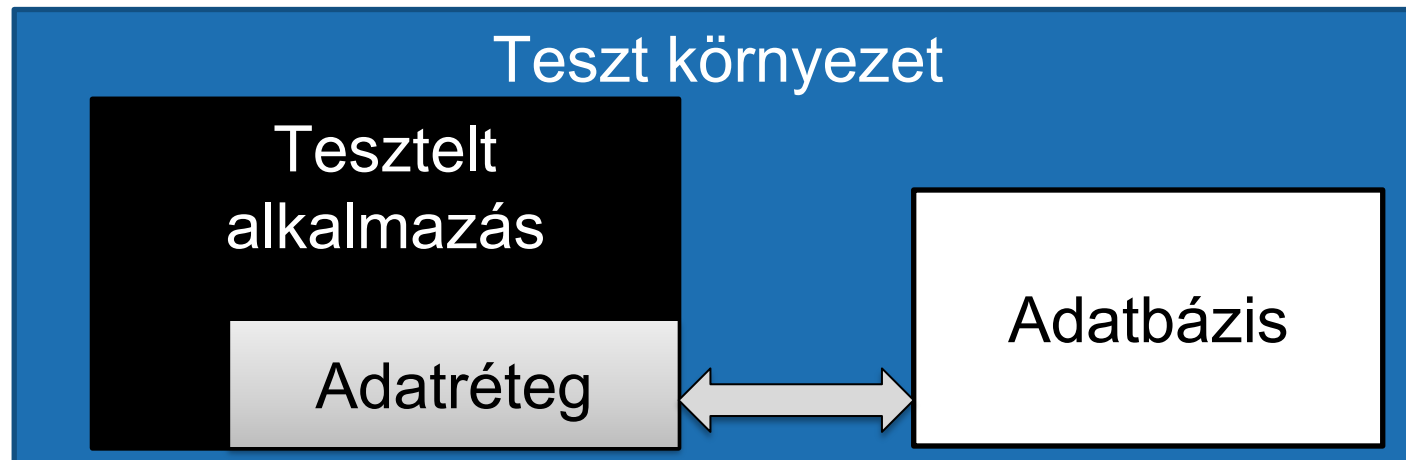 Teszt környezet
Tesztelt
alkalmazás
Adatréteg
Adatbázis